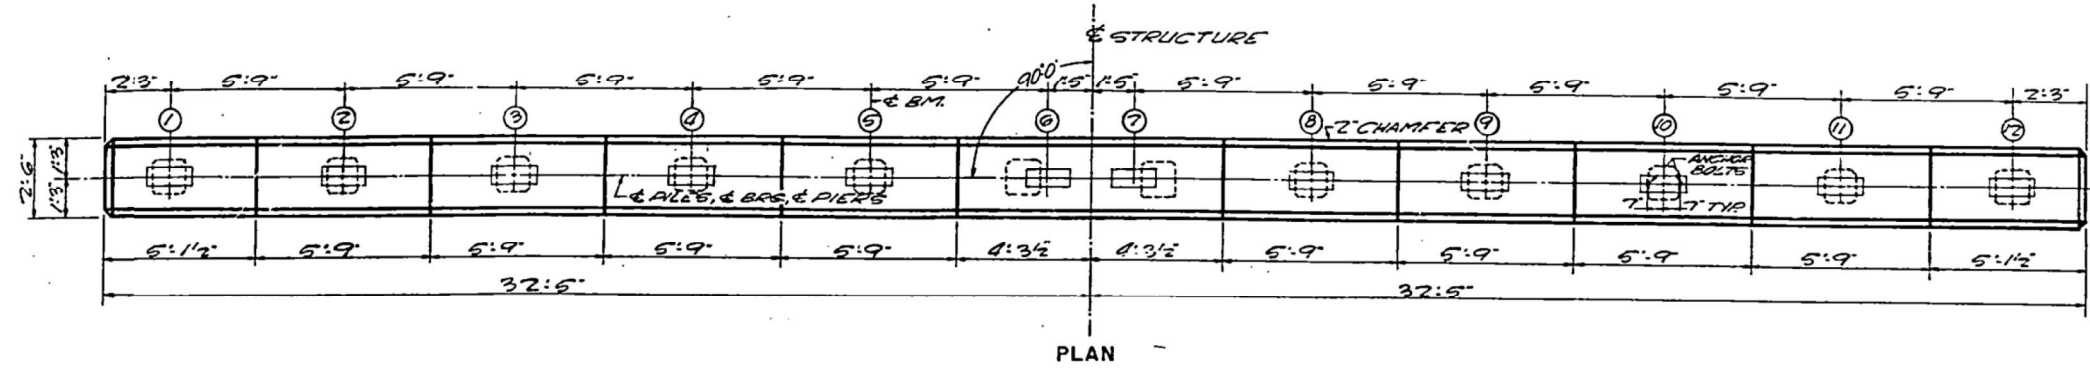 ℄ STRUCTURE
90°0'
2'-3" 5'-9" 5'-9" 5'-9" 5'-9" 5'-9" 1'-5" 1'-5" 5'-9" 5'-9" 5'-9" 5'-9" 5'-9" 2'-3"
℄ BM.
1 2 3 4 5 6 7 8 9 10 11 12
2" CHAMFER
2'-6"
1'-3" 1'-3"
ANCHOR
BOLTS
℄ PILES, ℄ BRG, ℄ PIERS
7" 7" TYP.
5'-1½" 5'-9" 5'-9" 5'-9" 5'-9" 4'-3½ 4'-3½" 5'-9" 5'-9" 5'-9" 5'-9" 5'-1½"
32'-5" 32'-5"
PLAN